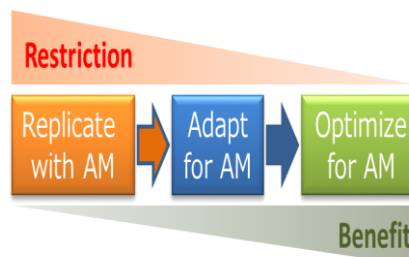 Restriction
Replicate
with AM
Adapt
for AM
Optimize
for AM
Benefit